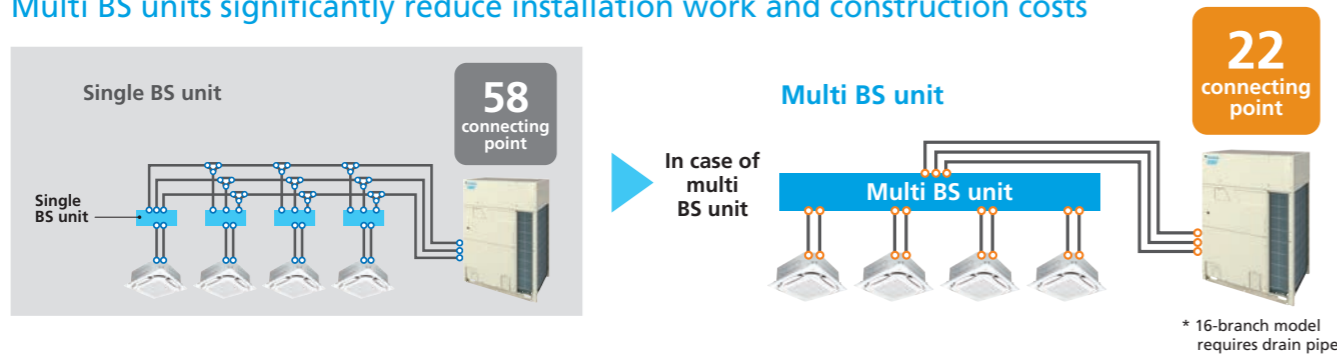 Multi BS units significantly reduce installation work and construction costs
Single BS unit
58
connecting
point
Single
BS unit
In case of
multi
BS unit
Multi BS unit
22
connecting
point
Multi BS unit
* 16-branch model
requires drain pipe